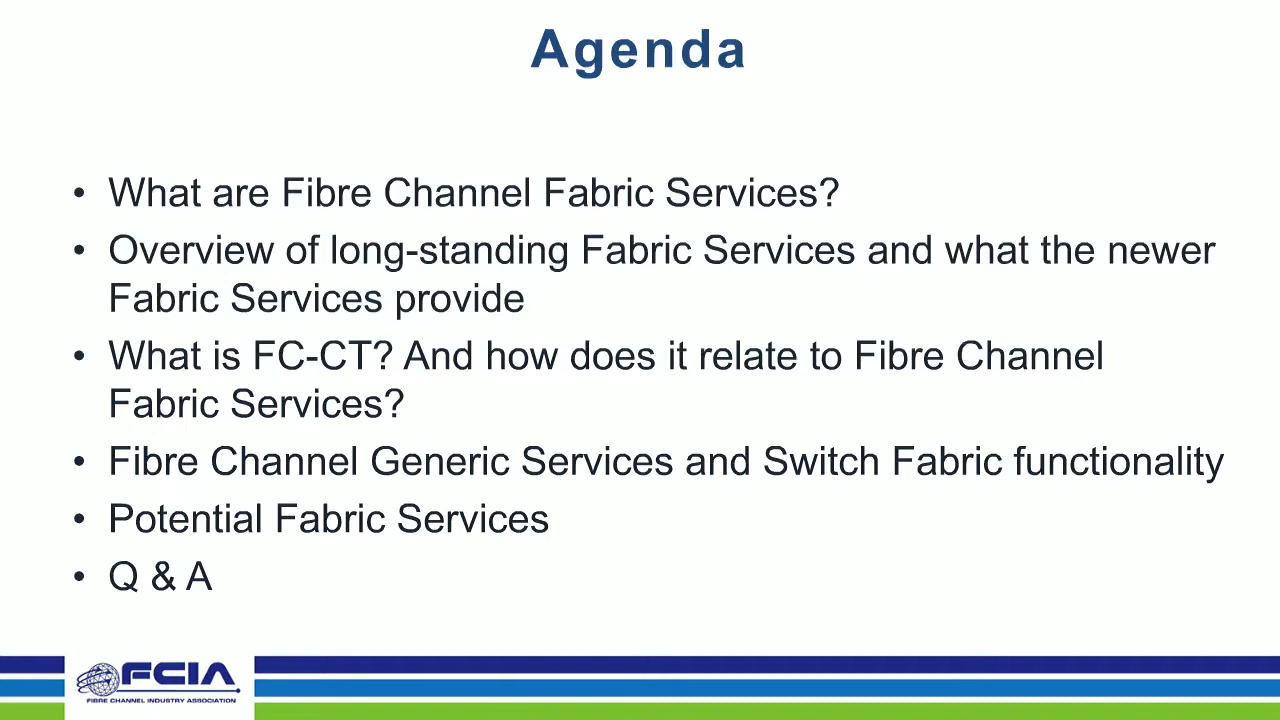 Agenda
• What are Fibre Channel Fabric Services?
• Overview of long-standing Fabric Services and what the newer
Fabric Services provide
• What is FC-CT? And how does it relate to Fibre Channel
Fabric Services?
• Fibre Channel Generic Services and Switch Fabric functionality
• Potential Fabric Services
• Q & A
FCIA
FIBRE CHANNEL INDUSTRY ASSOCIATION